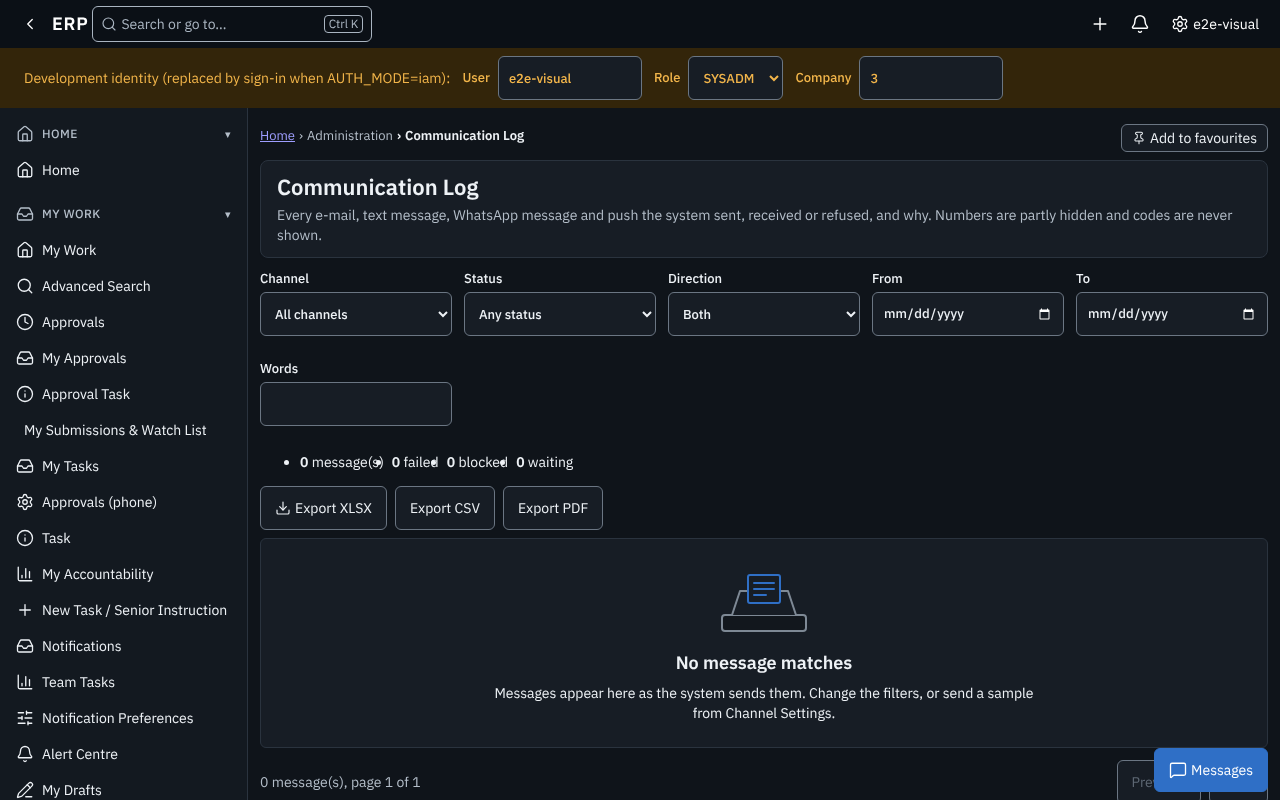 ERP
Search or go to...
Ctrl K
e2e-visual
Development identity (replaced by sign-in when AUTH_MODE=iam):
User
e2e-visual
Role
SYSADM
Company
3
HOME
Home
MY WORK
My Work
Advanced Search
Approvals
My Approvals
Approval Task
My Submissions & Watch List
My Tasks
Approvals (phone)
Task
My Accountability
New Task / Senior Instruction
Notifications
Team Tasks
Notification Preferences
Alert Centre
My Drafts
Home › Administration › Communication Log
Add to favourites
Communication Log
Every e-mail, text message, WhatsApp message and push the system sent, received or refused, and why. Numbers are partly hidden and codes are never
shown.
Channel
All channels
Status
Any status
Direction
Both
From
mm/dd/yyyy
To
mm/dd/yyyy
Words
• 0 message(s) • 0 failed • 0 blocked • 0 waiting
Export XLSX
Export CSV
Export PDF
No message matches
Messages appear here as the system sends them. Change the filters, or send a sample
from Channel Settings.
0 message(s), page 1 of 1
Messages